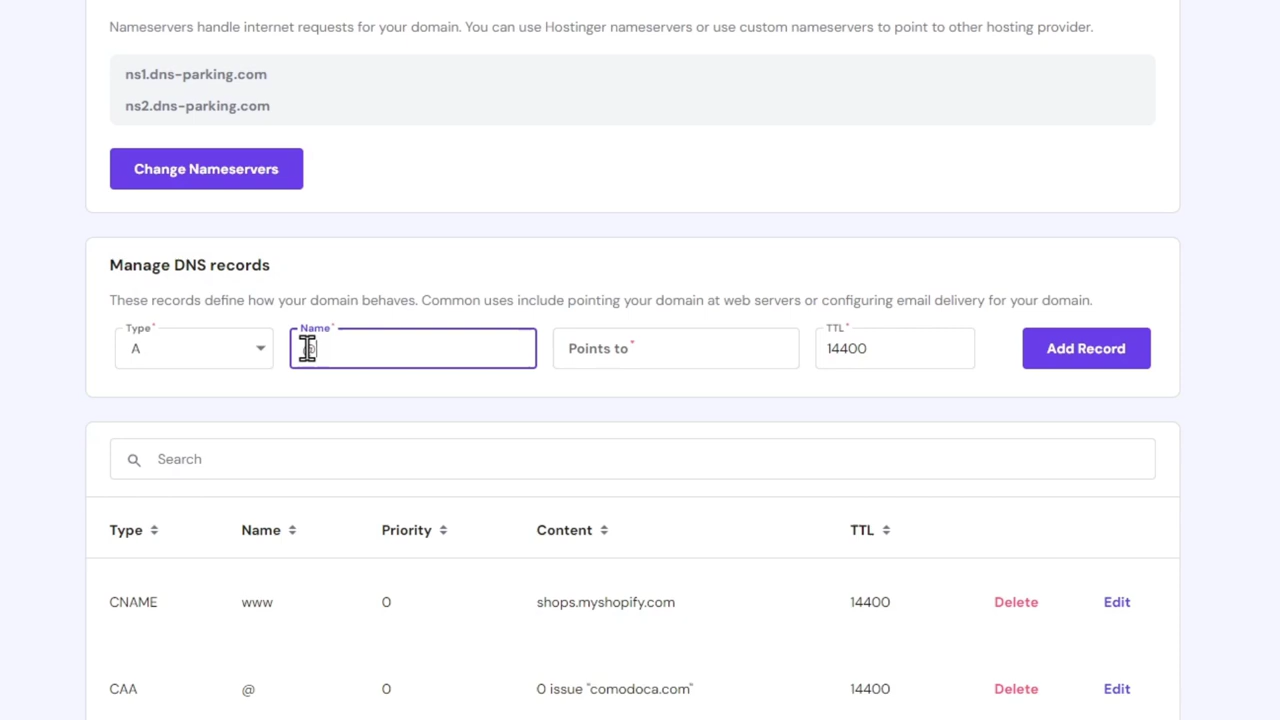 Nameservers handle internet requests for your domain. You can use Hostinger nameservers or use custom nameservers to point to other hosting provider.
ns1.dns-parking.com
ns2.dns-parking.com
Change Nameservers
Manage DNS records
These records define how your domain behaves. Common uses include pointing your domain at web servers or configuring email delivery for your domain.
Type* Name* TTL*
A @ Points to* 14400 Add Record
Search
Type Name Priority Content TTL
CNAME www 0 shops.myshopify.com 14400 Delete Edit
CAA @ 0 0 issue "comodoca.com" 14400 Delete Edit